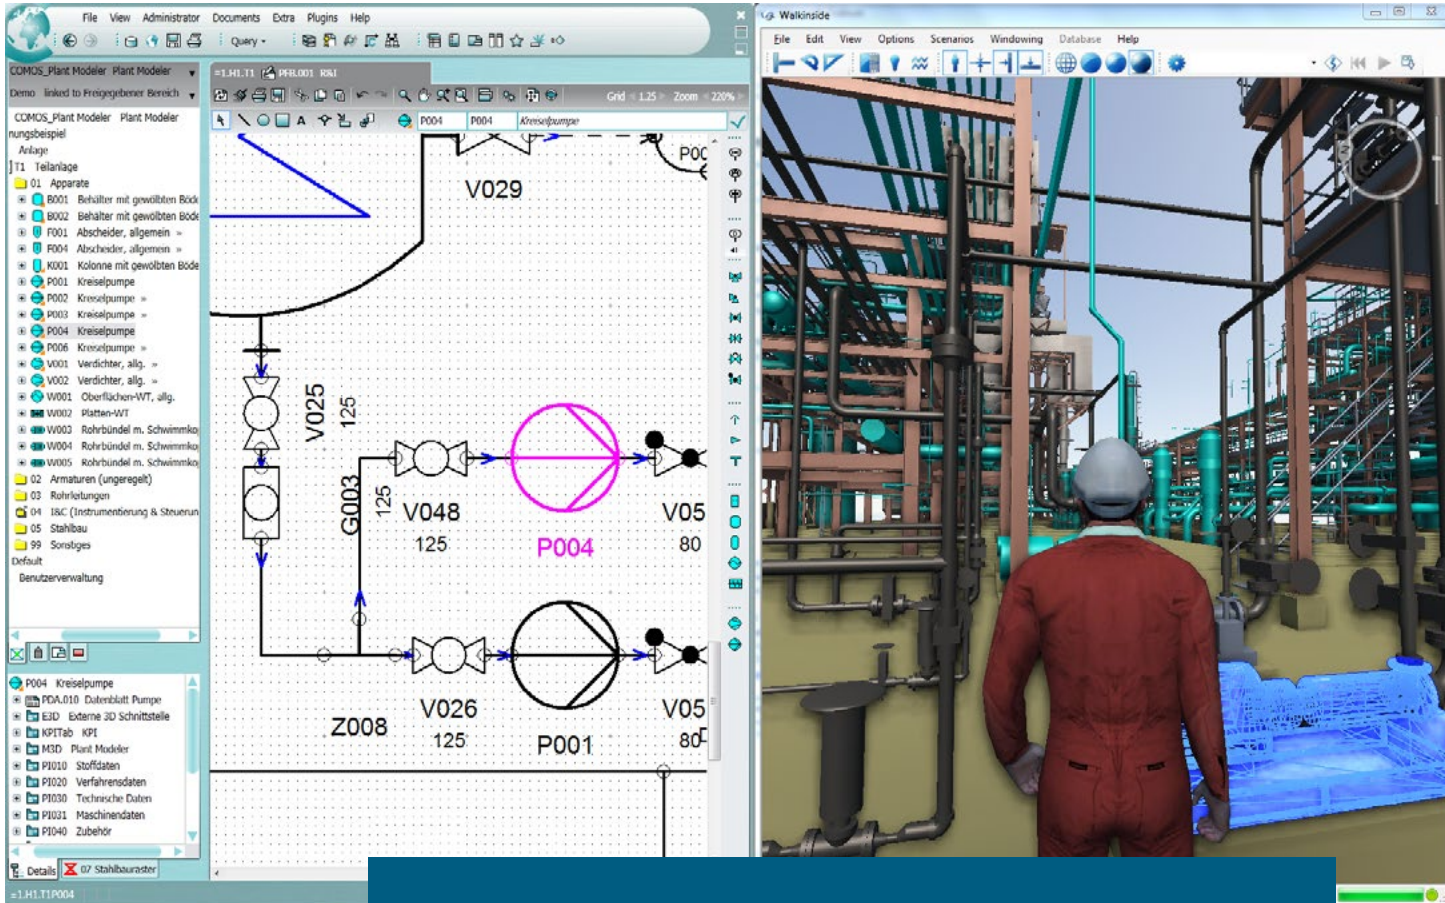 File View Administrator Documents Extra Plugins Help
Query
COMOS_Plant Modeler Plant Modeler
Demo linked to Freigegebener Bereich
COMOS_Plant Modeler Plant Modeler
nungsbeispiel
Anlage
T1 Teilanlage
01 Apparate
B001 Behälter mit gewölbten Böde
B002 Behälter mit gewölbten Böde
F001 Abscheider, allgemein »
F004 Abscheider, allgemein »
K001 Kolonne mit gewölbten Böde
P001 Kreiselpumpe
P002 Kreiselpumpe »
P003 Kreiselpumpe »
P004 Kreiselpumpe
P006 Kreiselpumpe »
V001 Verdichter, allg. »
V002 Verdichter, allg. »
W001 Oberflächen-WT, allg.
W002 Platten-WT
W003 Rohrbündel m. Schwimmko
W004 Rohrbündel m. Schwimmko
W005 Rohrbündel m. Schwimmko
02 Armaturen (ungeregelt)
03 Rohrleitungen
04 I&C (Instrumentierung & Steuerun
05 Stahlbau
99 Sonstiges
Default
Benutzerverwaltung
P004 Kreiselpumpe
PDA.010 Datenblatt Pumpe
E3D Externe 3D Schnittstelle
KPITab KPI
M3D Plant Modeler
PI010 Stoffdaten
PI020 Verfahrensdaten
PI030 Technische Daten
PI031 Maschinendaten
PI040 Zubehör
Details 07 Stahlbauraster
=1.H1.T1P004
=1.H1.T1 PFB.001 R&I
Grid 1.25 Zoom 220%
A P004 P004 Kreiselpumpe
P00
V029
V025
125
G003
125
V048
125
P004
V05
80
Z008
V026
125
P001
V05
80
Walkinside
File Edit View Options Scenarios Windowing Database Help